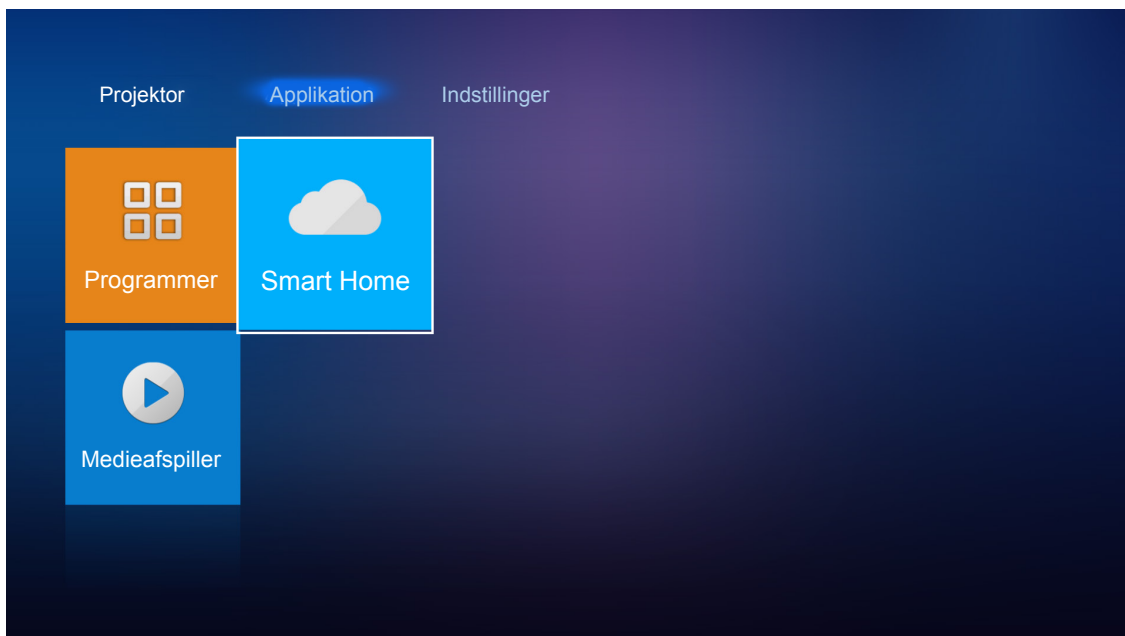 Projektor
Applikation
Indstillinger
Programmer
Smart Home
Medieafspiller